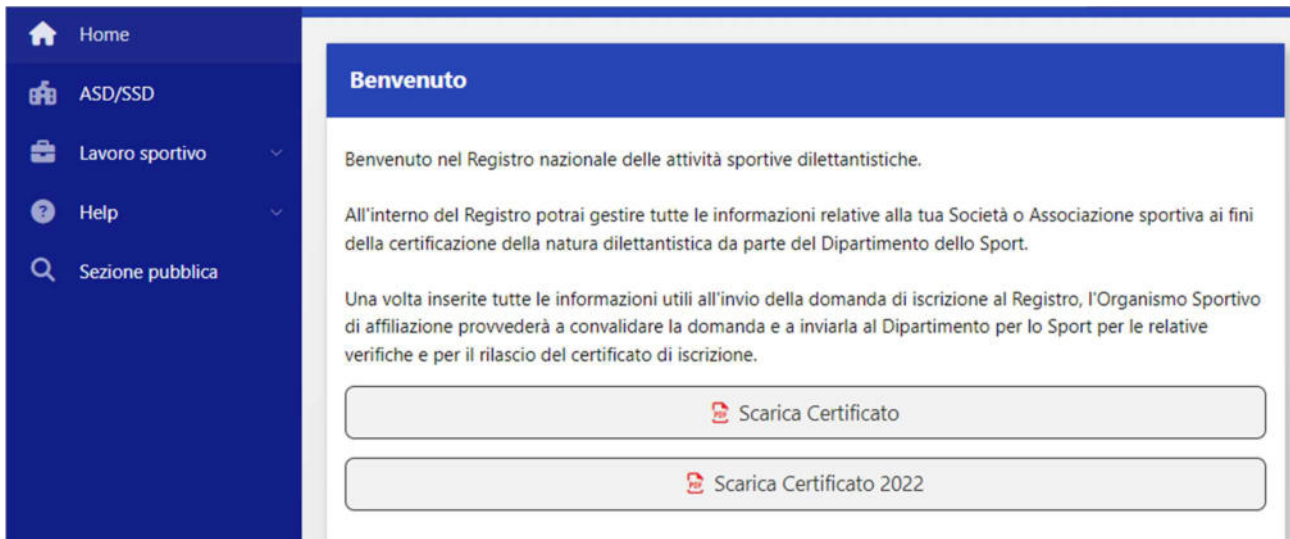 Home
ASD/SSD
Lavoro sportivo
Help
Sezione pubblica
Benvenuto
Benvenuto nel Registro nazionale delle attività sportive dilettantistiche.
All'interno del Registro potrai gestire tutte le informazioni relative alla tua Società o Associazione sportiva ai fini
della certificazione della natura dilettantistica da parte del Dipartimento dello Sport.
Una volta inserite tutte le informazioni utili all'invio della domanda di iscrizione al Registro, l'Organismo Sportivo
di affiliazione provvederà a convalidare la domanda e a inviarla al Dipartimento per lo Sport per le relative
verifiche e per il rilascio del certificato di iscrizione.
Scarica Certificato
Scarica Certificato 2022